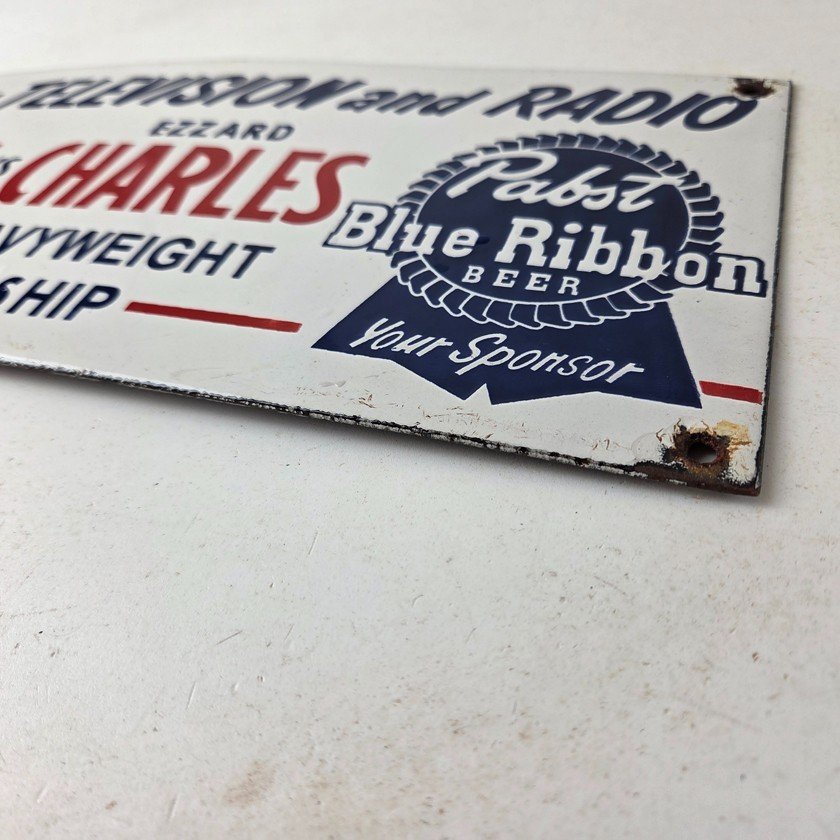 TELEVISION and RADIO
EZZARD
CHARLES
VYWEIGHT
SHIP
Pabst
Blue Ribbon
BEER
Your Sponsor